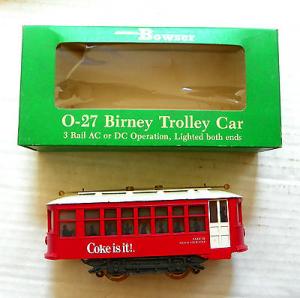 Bowser
O-27 Birney Trolley Car
3 Rail AC or DC Operation, Lighted both ends
Coke is it!.